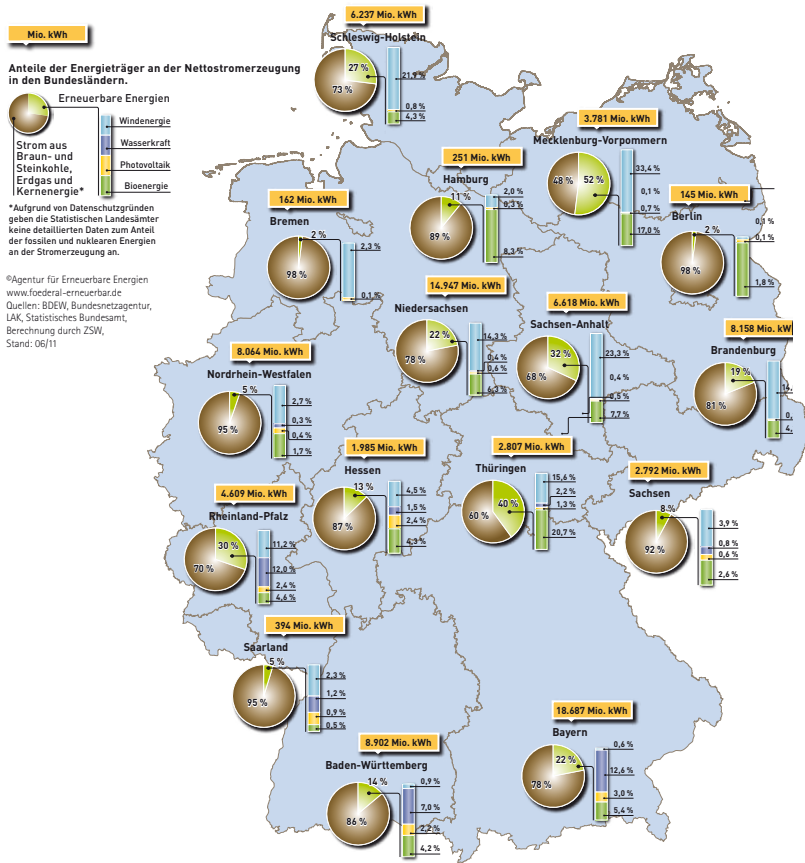 Mio. kWh
Anteile der Energieträger an der Nettostromerzeugung
in den Bundesländern.
Erneuerbare Energien
Windenergie
Wasserkraft
Photovoltaik
Bioenergie
Strom aus
Braun- und
Steinkohle,
Erdgas und
Kernenergie*
*Aufgrund von Datenschutzgründen
geben die Statistischen Landesämter
keine detaillierten Daten zum Anteil
der fossilen und nuklearen Energien
an der Stromerzeugung an.
©Agentur für Erneuerbare Energien
www.foederal-erneuerbar.de
Quellen: BDEW, Bundesnetzagentur,
LAK, Statistisches Bundesamt,
Berechnung durch ZSW,
Stand: 06/11
6.237 Mio. kWh
Schleswig-Holstein
27 %
73 %
21,9 %
0,8 %
4,3 %
3.781 Mio. kWh
Mecklenburg-Vorpommern
48 %
52 %
33,4 %
0,1 %
0,7 %
17,0 %
251 Mio. kWh
Hamburg
11 %
89 %
2,0 %
0,3 %
8,3 %
162 Mio. kWh
Bremen
2 %
98 %
2,3 %
0,1 %
145 Mio. kWh
Berlin
2 %
98 %
0,1 %
0,1 %
1,8 %
14.947 Mio. kWh
Niedersachsen
22 %
78 %
14,3 %
0,4 %
0,6 %
6,3 %
6.618 Mio. kWh
Sachsen-Anhalt
32 %
68 %
23,3 %
0,4 %
0,5 %
7,7 %
8.158 Mio. kW
Brandenburg
19 %
81 %
14,
0,
4,
8.064 Mio. kWh
Nordrhein-Westfalen
5 %
95 %
2,7 %
0,3 %
0,4 %
1,7 %
1.985 Mio. kWh
Hessen
13 %
87 %
4,5 %
1,5 %
2,4 %
4,3 %
2.807 Mio. kWh
Thüringen
40 %
60 %
15,6 %
2,2 %
1,3 %
20,7 %
2.792 Mio. kWh
Sachsen
8 %
92 %
3,9 %
0,8 %
0,6 %
2,6 %
4.609 Mio. kWh
Rheinland-Pfalz
30 %
70 %
11,2 %
12,0 %
2,4 %
4,6 %
394 Mio. kWh
Saarland
5 %
95 %
2,3 %
1,2 %
0,9 %
0,5 %
8.902 Mio. kWh
Baden-Württemberg
14 %
86 %
0,9 %
7,0 %
2,2 %
4,2 %
18.687 Mio. kWh
Bayern
22 %
78 %
0,6 %
12,6 %
3,0 %
5,4 %